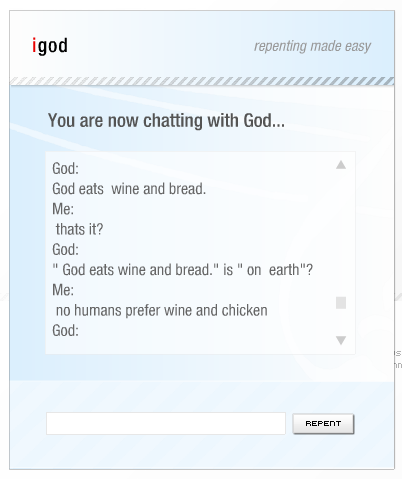 igod
repenting made easy
You are now chatting with God...
God:
God eats  wine and bread.
Me:
thats it?
God:
" God eats wine and bread." is " on  earth"?
Me:
no humans prefer wine and chicken
God:
REPENT